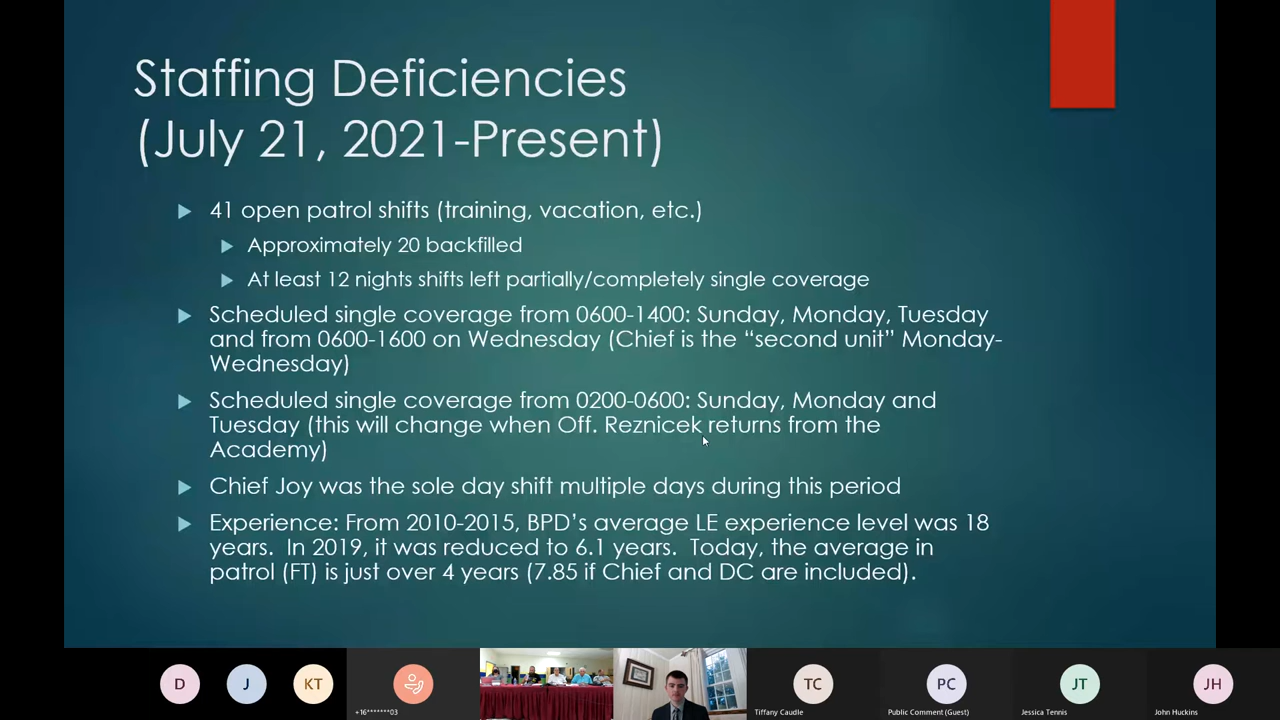 Staffing Deficiencies
(July 21, 2021-Present)
41 open patrol shifts (training, vacation, etc.)
Approximately 20 backfilled
At least 12 nights shifts left partially/completely single coverage
Scheduled single coverage from 0600-1400: Sunday, Monday, Tuesday
and from 0600-1600 on Wednesday (Chief is the “second unit” Monday-
Wednesday)
Scheduled single coverage from 0200-0600: Sunday, Monday and
Tuesday (this will change when Off. Reznicek returns from the
Academy)
Chief Joy was the sole day shift multiple days during this period
Experience: From 2010-2015, BPD’s average LE experience level was 18
years.  In 2019, it was reduced to 6.1 years.  Today, the average in
patrol (FT) is just over 4 years (7.85 if Chief and DC are included).
D
J
KT
+16*******03
TC
Tiffany Caudle
PC
Public Comment (Guest)
JT
Jessica Tennis
JH
John Huckins